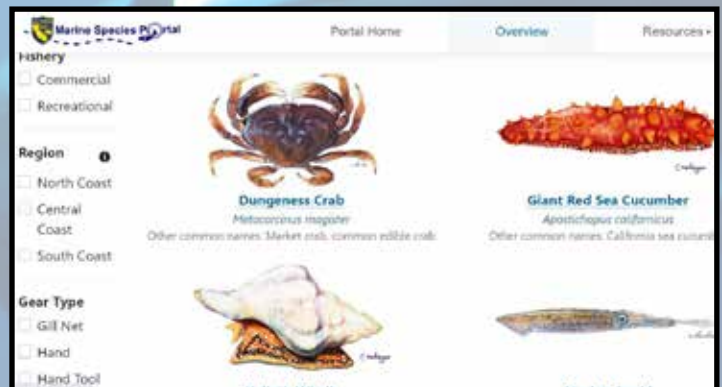 Marine Species Portal
Portal Home
Overview
Resources
Fishery
Commercial
Recreational
Region
North Coast
Central
Coast
South Coast
Gear Type
Gill Net
Hand
Hand Tool
Dungeness Crab
Metacarcinus magister
Other common names: Market crab, common edible crab
Giant Red Sea Cucumber
Apostichopus californicus
Other common names: California sea cucumb